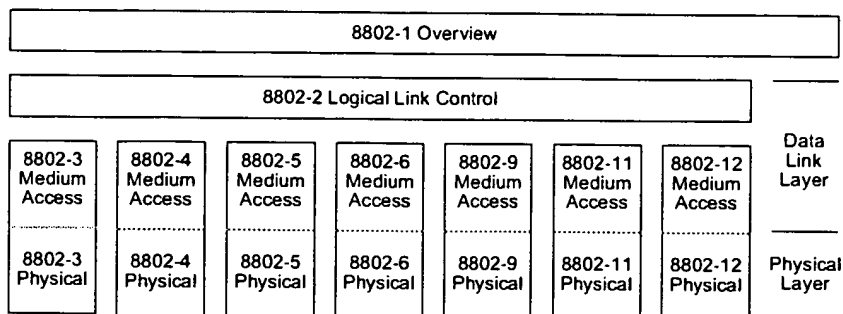 8802-1 Overview
8802-2 Logical Link Control
Data
Link
Layer
8802-3
Medium
Access
8802-4
Medium
Access
8802-5
Medium
Access
8802-6
Medium
Access
8802-9
Medium
Access
8802-11
Medium
Access
8802-12
Medium
Access
8802-3
Physical
8802-4
Physical
8802-5
Physical
8802-6
Physical
8802-9
Physical
8802-11
Physical
8802-12
Physical
Physical
Layer